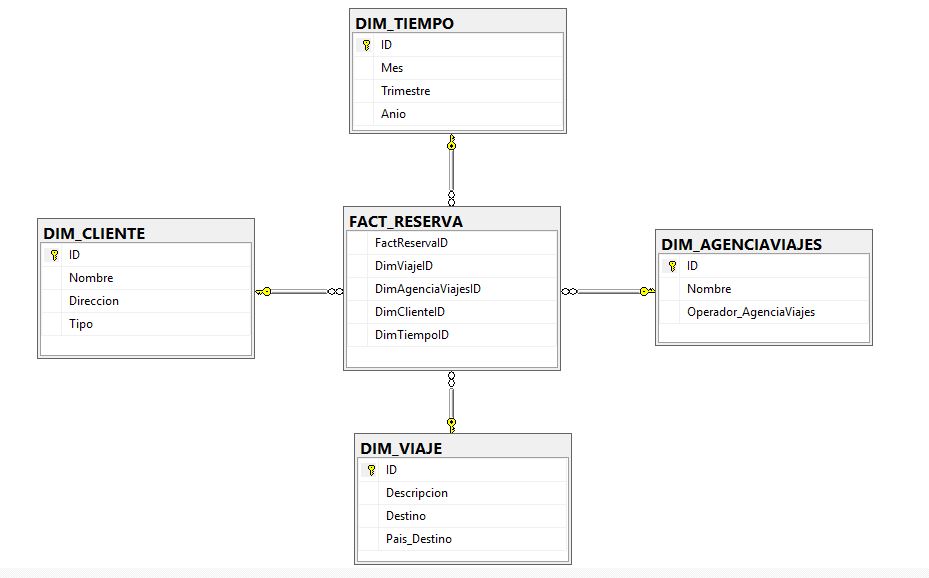 DIM_TIEMPO
ID
Mes
Trimestre
Anio
DIM_CLIENTE
ID
Nombre
Direccion
Tipo
FACT_RESERVA
FactReservaID
DimViajeID
DimAgenciaViajesID
DimClienteID
DimTiempoID
DIM_AGENCIAVIAJES
ID
Nombre
Operador_AgenciaViajes
DIM_VIAJE
ID
Descripcion
Destino
Pais_Destino